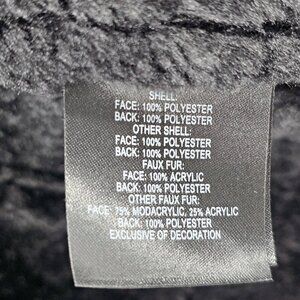 SHELL:
FACE: 100% POLYESTER
BACK: 100% POLYESTER
OTHER SHELL:
FACE: 100% POLYESTER
BACK: 100% POLYESTER
FAUX FUR:
FACE: 100% ACRYLIC
BACK: 100% POLYESTER
OTHER FAUX FUR:
FACE: 75% MODACRYLIC, 25% ACRYLIC
BACK: 100% POLYESTER
EXCLUSIVE OF DECORATION